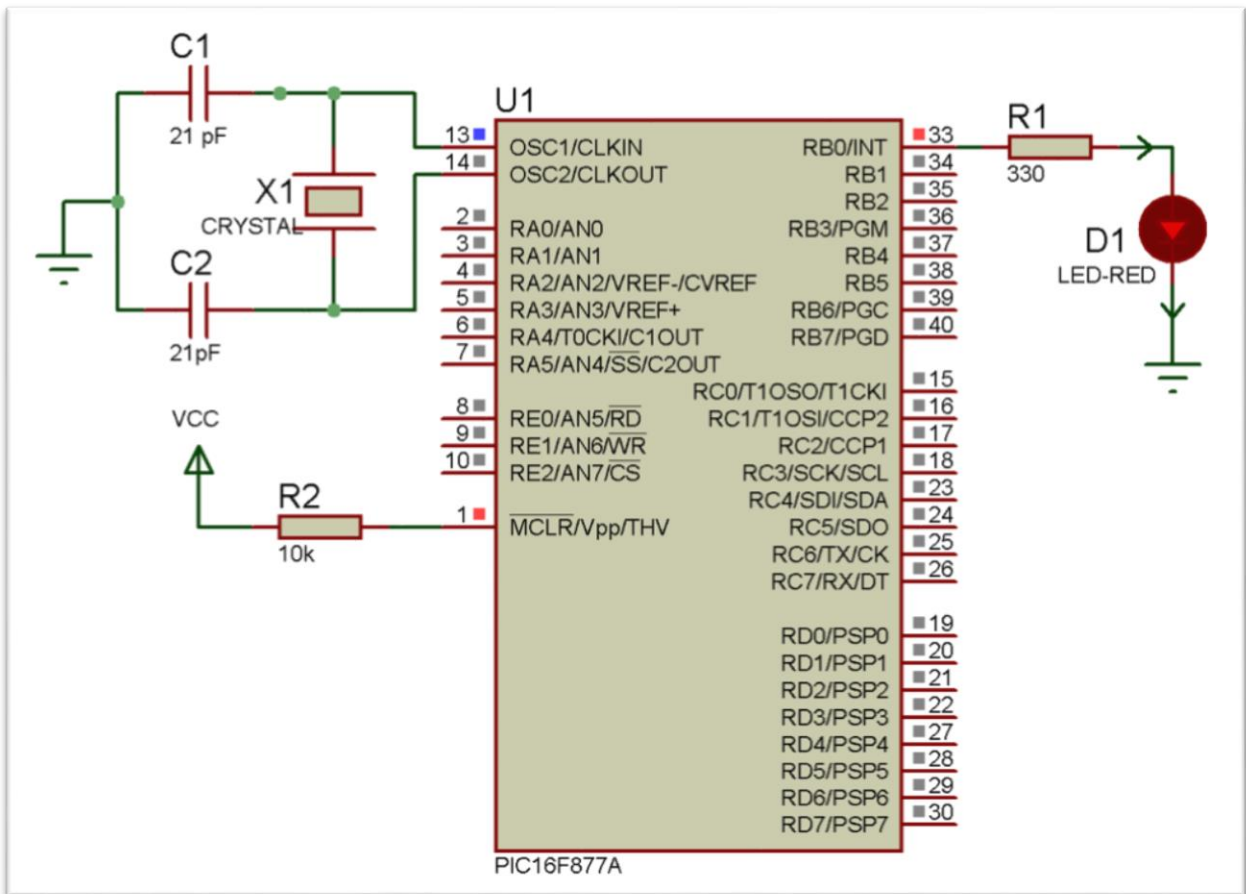 C1
21 pF
X1
CRYSTAL
C2
21pF
VCC
R2
10k
U1
13 OSC1/CLKIN
14 OSC2/CLKOUT
2 RA0/AN0
3 RA1/AN1
4 RA2/AN2/VREF-/CVREF
5 RA3/AN3/VREF+
6 RA4/T0CKI/C1OUT
7 RA5/AN4/SS/C2OUT
8 RE0/AN5/RD
9 RE1/AN6/WR
10 RE2/AN7/CS
1 MCLR/Vpp/THV
RB0/INT 33
RB1 34
RB2 35
RB3/PGM 36
RB4 37
RB5 38
RB6/PGC 39
RB7/PGD 40
RC0/T1OSO/T1CKI 15
RC1/T1OSI/CCP2 16
RC2/CCP1 17
RC3/SCK/SCL 18
RC4/SDI/SDA 23
RC5/SDO 24
RC6/TX/CK 25
RC7/RX/DT 26
RD0/PSP0 19
RD1/PSP1 20
RD2/PSP2 21
RD3/PSP3 22
RD4/PSP4 27
RD5/PSP5 28
RD6/PSP6 29
RD7/PSP7 30
PIC16F877A
R1
330
D1
LED-RED